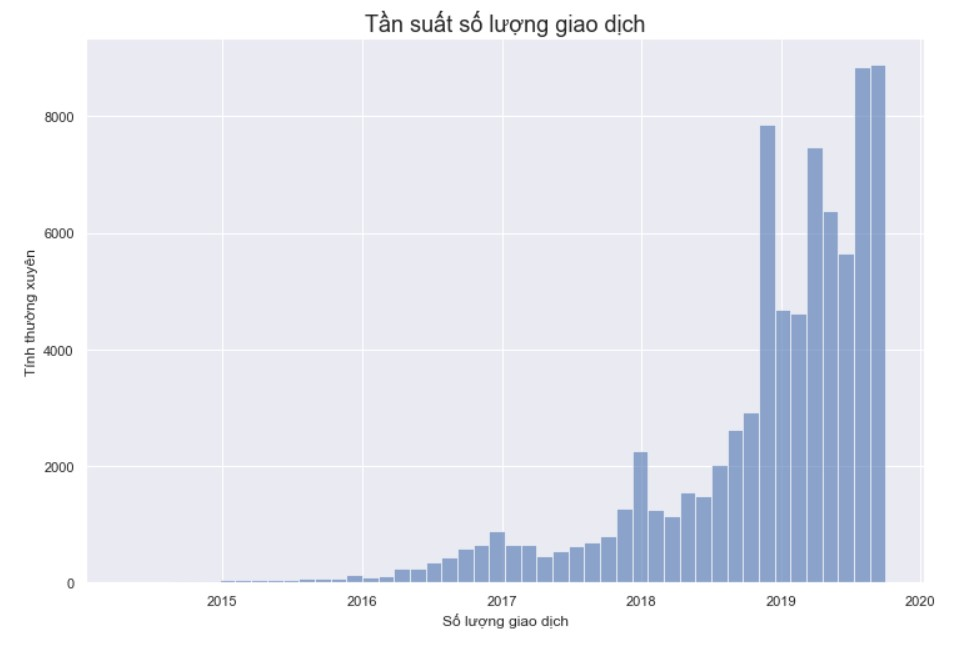 Tần suất số lượng giao dịch
8000
6000
4000
2000
0
Tính thường xuyên
2015 2016 2017 2018 2019 2020
Số lượng giao dịch